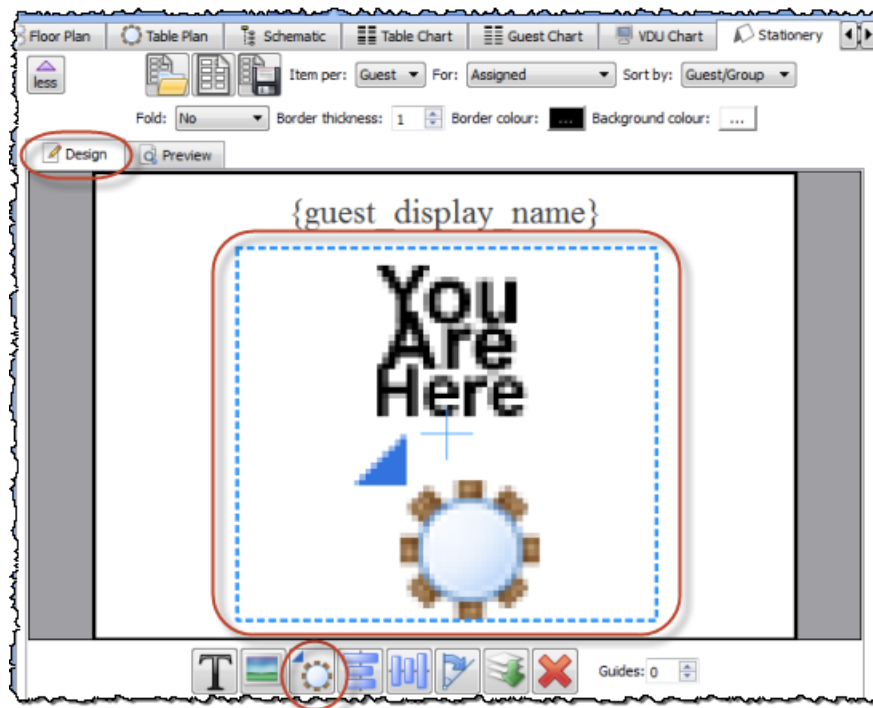 Floor Plan Table Plan Schematic Table Chart Guest Chart VDU Chart Stationery
less Item per: Guest For: Assigned Sort by: Guest/Group
Fold: No Border thickness: 1 Border colour: ... Background colour: ...
Design Preview
{guest_display_name}
You
Are
Here
T Guides: 0